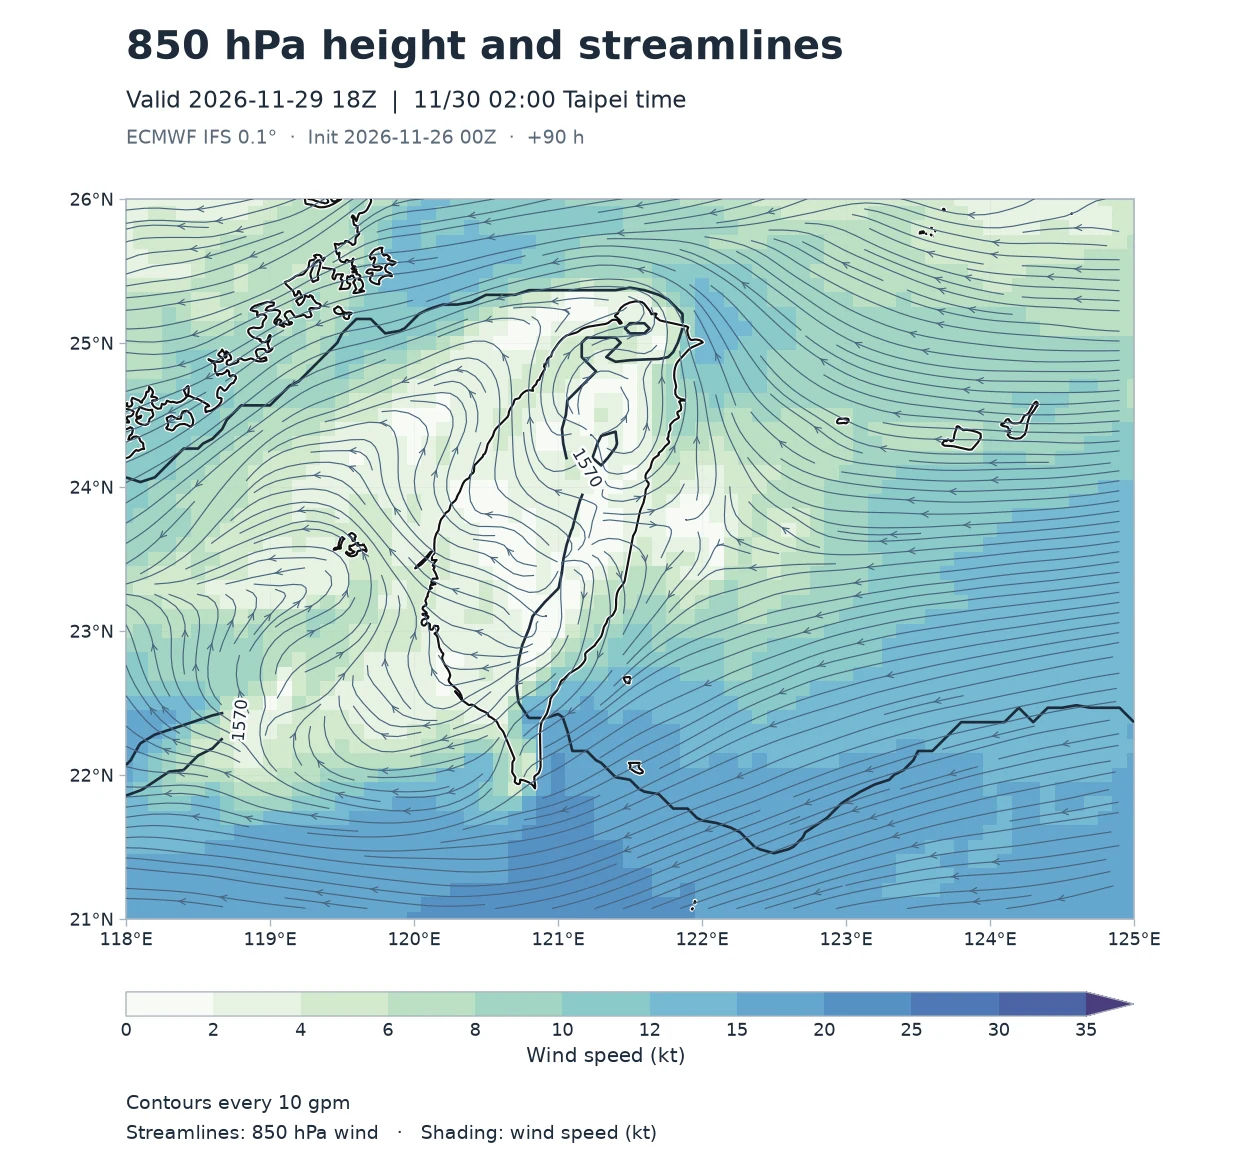 850 hPa height and streamlines
Valid 2026-11-29 18Z | 11/30 02:00 Taipei time
ECMWF IFS 0.1° · Init 2026-11-26 00Z · +90 h
26°N
25°N
24°N
23°N
22°N
21°N
1570
1570
118°E 119°E 120°E 121°E 122°E 123°E 124°E 125°E
0 2 4 6 8 10 12 15 20 25 30 35
Wind speed (kt)
Contours every 10 gpm
Streamlines: 850 hPa wind · Shading: wind speed (kt)